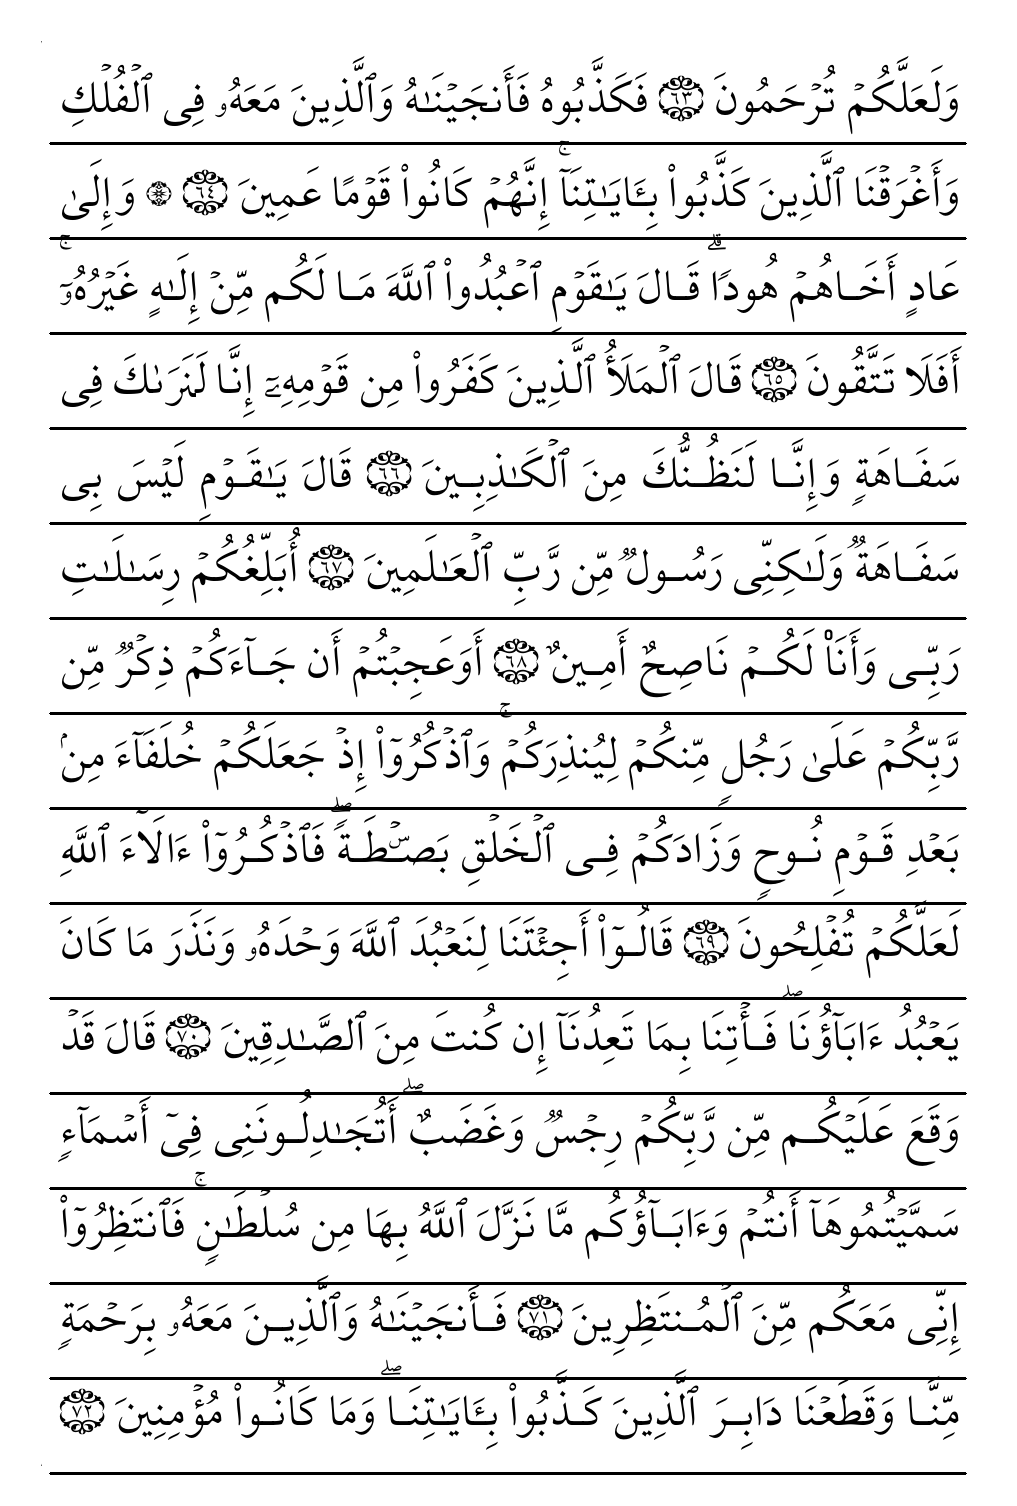 وَلَعَلَّكُمۡ تُرۡحَمُونَ ٦٣ فَكَذَّبُوهُ فَأَنجَيۡنَٰهُ وَٱلَّذِينَ مَعَهُۥ فِى ٱلۡفُلۡكِ
وَأَغۡرَقۡنَا ٱلَّذِينَ كَذَّبُواْ بِـَٔايَٰتِنَآۚ إِنَّهُمۡ كَانُواْ قَوۡمًا عَمِينَ ٦٤ ۞ وَإِلَىٰ
عَادٍ أَخَاهُمۡ هُودًاۗ قَالَ يَٰقَوۡمِ ٱعۡبُدُواْ ٱللَّهَ مَا لَكُم مِّنۡ إِلَٰهٍ غَيۡرُهُۥٓۚ
أَفَلَا تَتَّقُونَ ٦٥ قَالَ ٱلۡمَلَأُ ٱلَّذِينَ كَفَرُواْ مِن قَوۡمِهِۦٓ إِنَّا لَنَرَىٰكَ فِى
سَفَاهَةٍ وَإِنَّا لَنَظُنُّكَ مِنَ ٱلۡكَٰذِبِينَ ٦٦ قَالَ يَٰقَوۡمِ لَيۡسَ بِى
سَفَاهَةٌ وَلَٰكِنِّى رَسُولٌ مِّن رَّبِّ ٱلۡعَٰلَمِينَ ٦٧ أُبَلِّغُكُمۡ رِسَٰلَٰتِ
رَبِّى وَأَنَا۠ لَكُمۡ نَاصِحٌ أَمِينٌ ٦٨ أَوَعَجِبۡتُمۡ أَن جَآءَكُمۡ ذِكۡرٌ مِّن
رَّبِّكُمۡ عَلَىٰ رَجُلٍ مِّنكُمۡ لِيُنذِرَكُمۡۚ وَٱذۡكُرُوٓاْ إِذۡ جَعَلَكُمۡ خُلَفَآءَ مِنۢ
بَعۡدِ قَوۡمِ نُوحٍ وَزَادَكُمۡ فِى ٱلۡخَلۡقِ بَصۜۡطَةًۖ فَٱذۡكُرُوٓاْ ءَالَآءَ ٱللَّهِ
لَعَلَّكُمۡ تُفۡلِحُونَ ٦٩ قَالُوٓاْ أَجِئۡتَنَا لِنَعۡبُدَ ٱللَّهَ وَحۡدَهُۥ وَنَذَرَ مَا كَانَ
يَعۡبُدُ ءَابَآؤُنَاۖ فَأۡتِنَا بِمَا تَعِدُنَآ إِن كُنتَ مِنَ ٱلصَّٰدِقِينَ ٧٠ قَالَ قَدۡ
وَقَعَ عَلَيۡكُم مِّن رَّبِّكُمۡ رِجۡسٌ وَغَضَبٌۖ أَتُجَٰدِلُونَنِى فِىٓ أَسۡمَآءٍ
سَمَّيۡتُمُوهَآ أَنتُمۡ وَءَابَآؤُكُم مَّا نَزَّلَ ٱللَّهُ بِهَا مِن سُلۡطَٰنٍۚ فَٱنتَظِرُوٓاْ
إِنِّى مَعَكُم مِّنَ ٱلۡمُنتَظِرِينَ ٧١ فَأَنجَيۡنَٰهُ وَٱلَّذِينَ مَعَهُۥ بِرَحۡمَةٍ
مِّنَّا وَقَطَعۡنَا دَابِرَ ٱلَّذِينَ كَذَّبُواْ بِـَٔايَٰتِنَاۖ وَمَا كَانُواْ مُؤۡمِنِينَ ٧٢